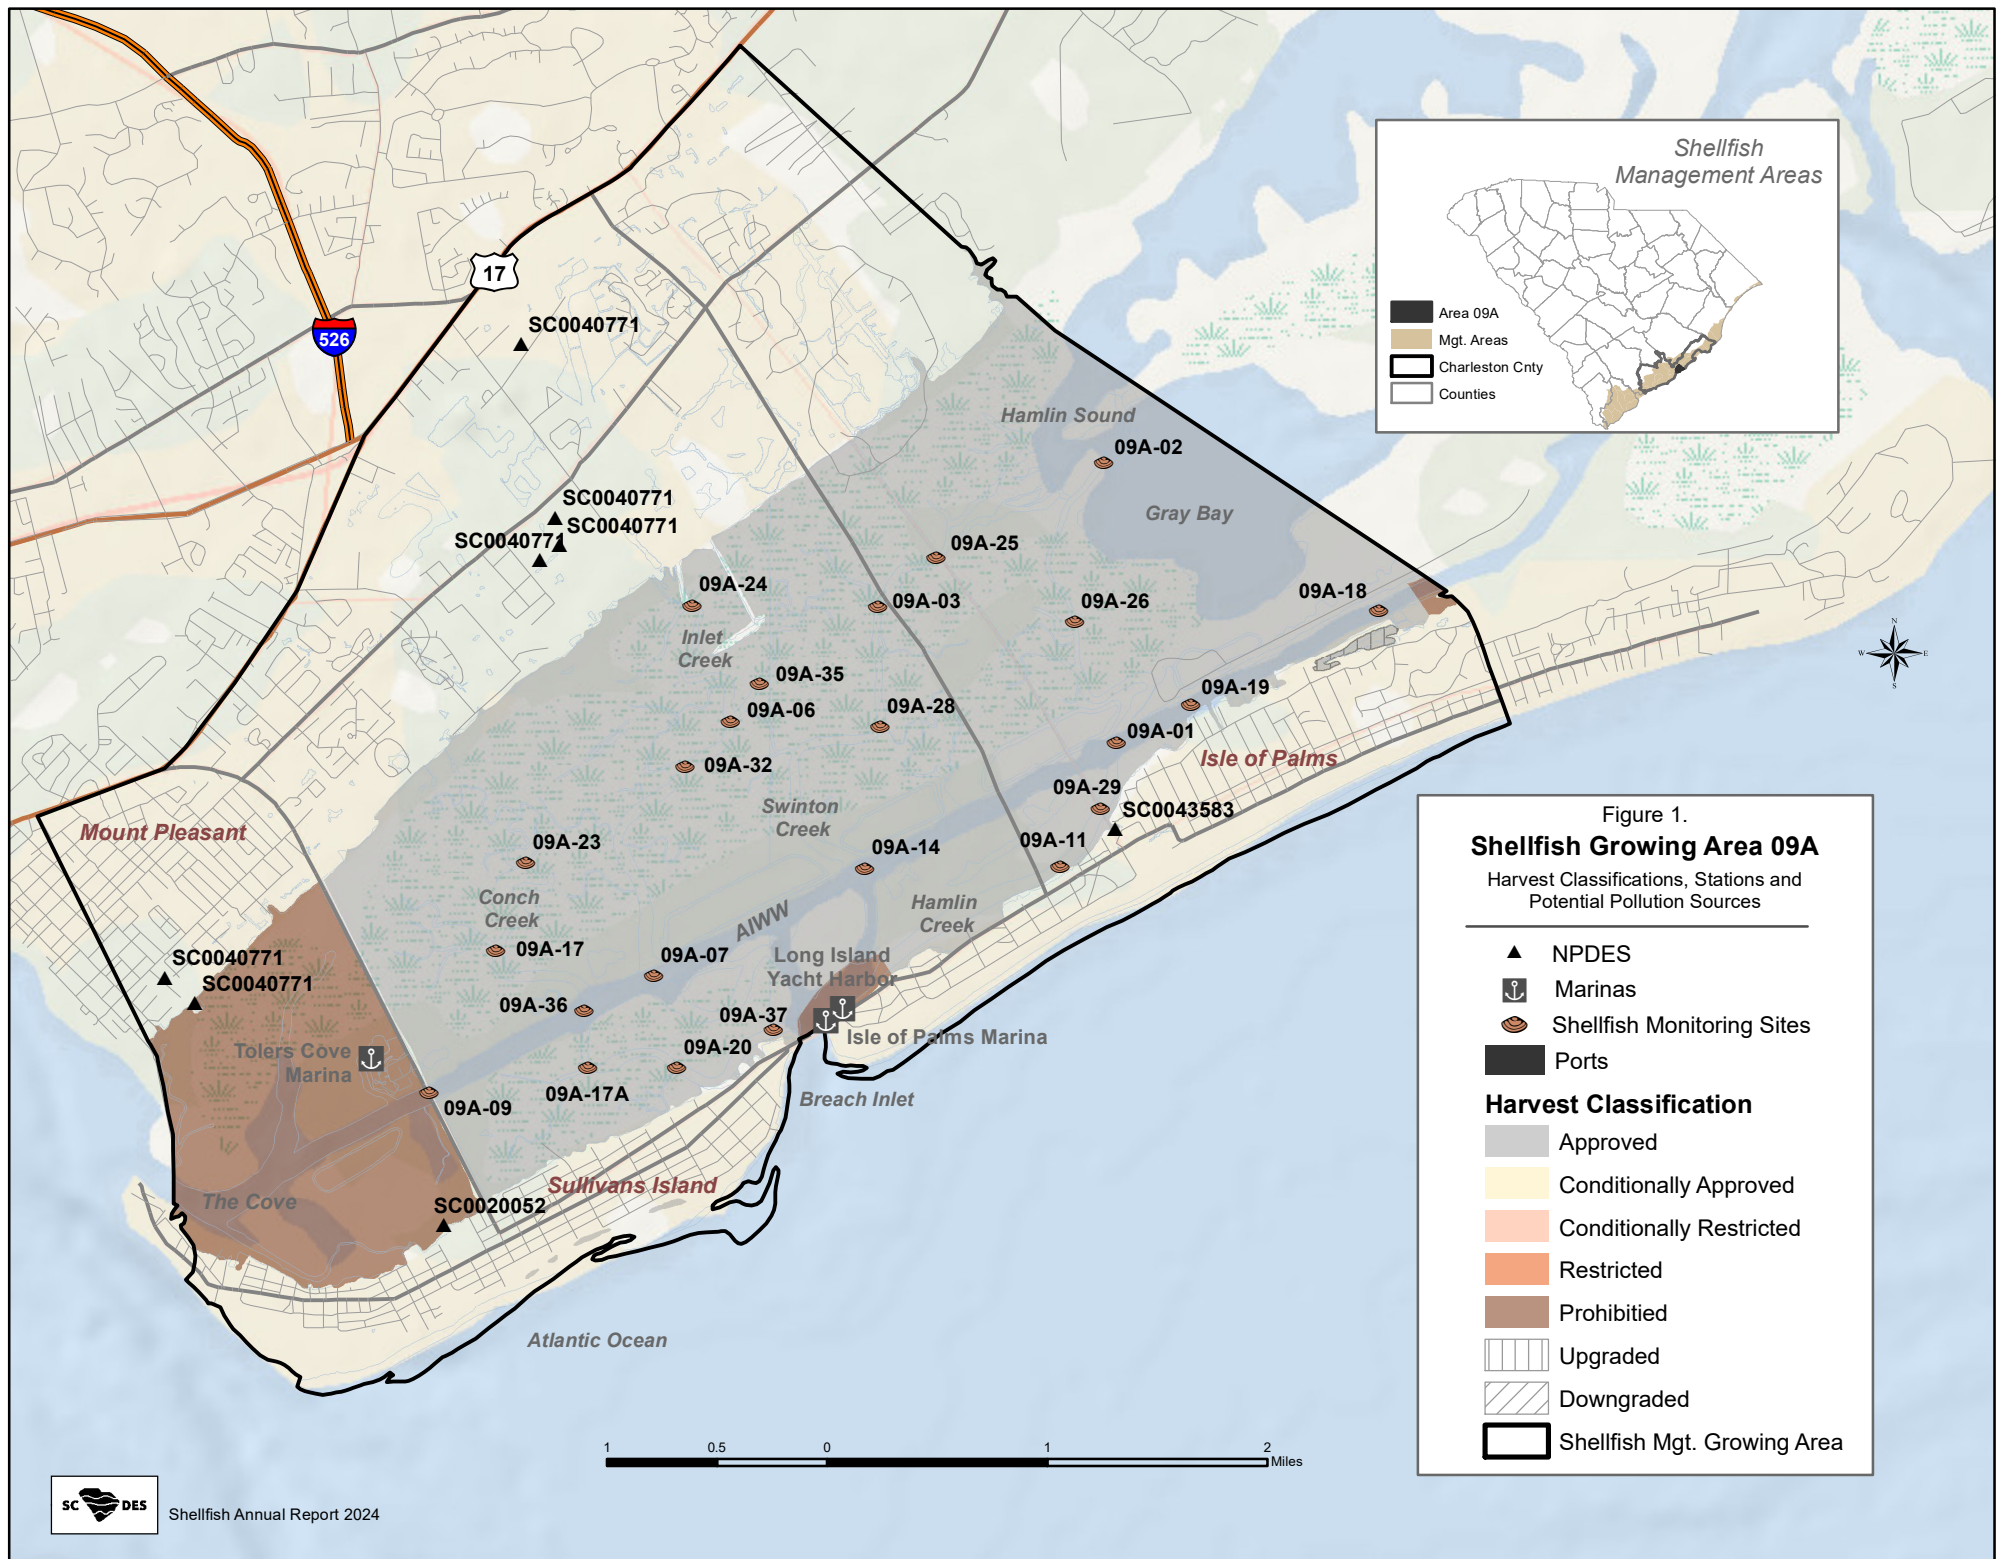 Shellfish
Management Areas
Area 09A
Mgt. Areas
Charleston Cnty
Counties
17
526
SC0040771
SC0040771
SC0040771
SC0040771
Hamlin Sound
09A-02
Gray Bay
09A-25
09A-24
09A-03
09A-26
09A-18
Inlet
Creek
09A-35
09A-06
09A-28
09A-19
09A-01
Isle of Palms
09A-32
09A-29
SC0043583
Swinton
Creek
Mount Pleasant
09A-23
09A-14
09A-11
Conch
Creek
Hamlin
Creek
AIWW
09A-17
09A-07
Long Island
Yacht Harbor
SC0040771
SC0040771
09A-36
09A-37
Isle of Palms Marina
Tolers Cove
Marina
09A-20
09A-17A
09A-09
Breach Inlet
The Cove
Sullivans Island
SC0020052
Atlantic Ocean
N
W
E
S
Figure 1.
Shellfish Growing Area 09A
Harvest Classifications, Stations and
Potential Pollution Sources
NPDES
Marinas
Shellfish Monitoring Sites
Ports
Harvest Classification
Approved
Conditionally Approved
Conditionally Restricted
Restricted
Prohibitied
Upgraded
Downgraded
Shellfish Mgt. Growing Area
1 0.5 0 1 2
Miles
SC DES
Shellfish Annual Report 2024